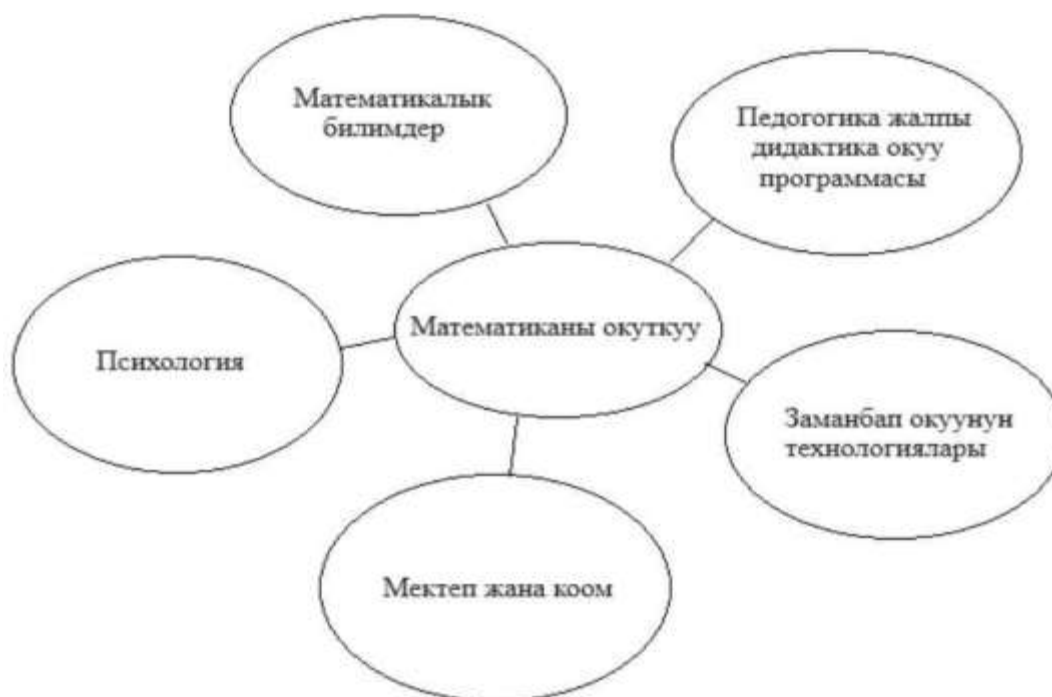 Математикалык
билимдер
Педогогика жалпы
дидактика окуу
программасы
Математиканы окуткуу
Психология
Заманбап окуунун
технологиялары
Мектеп жана коом